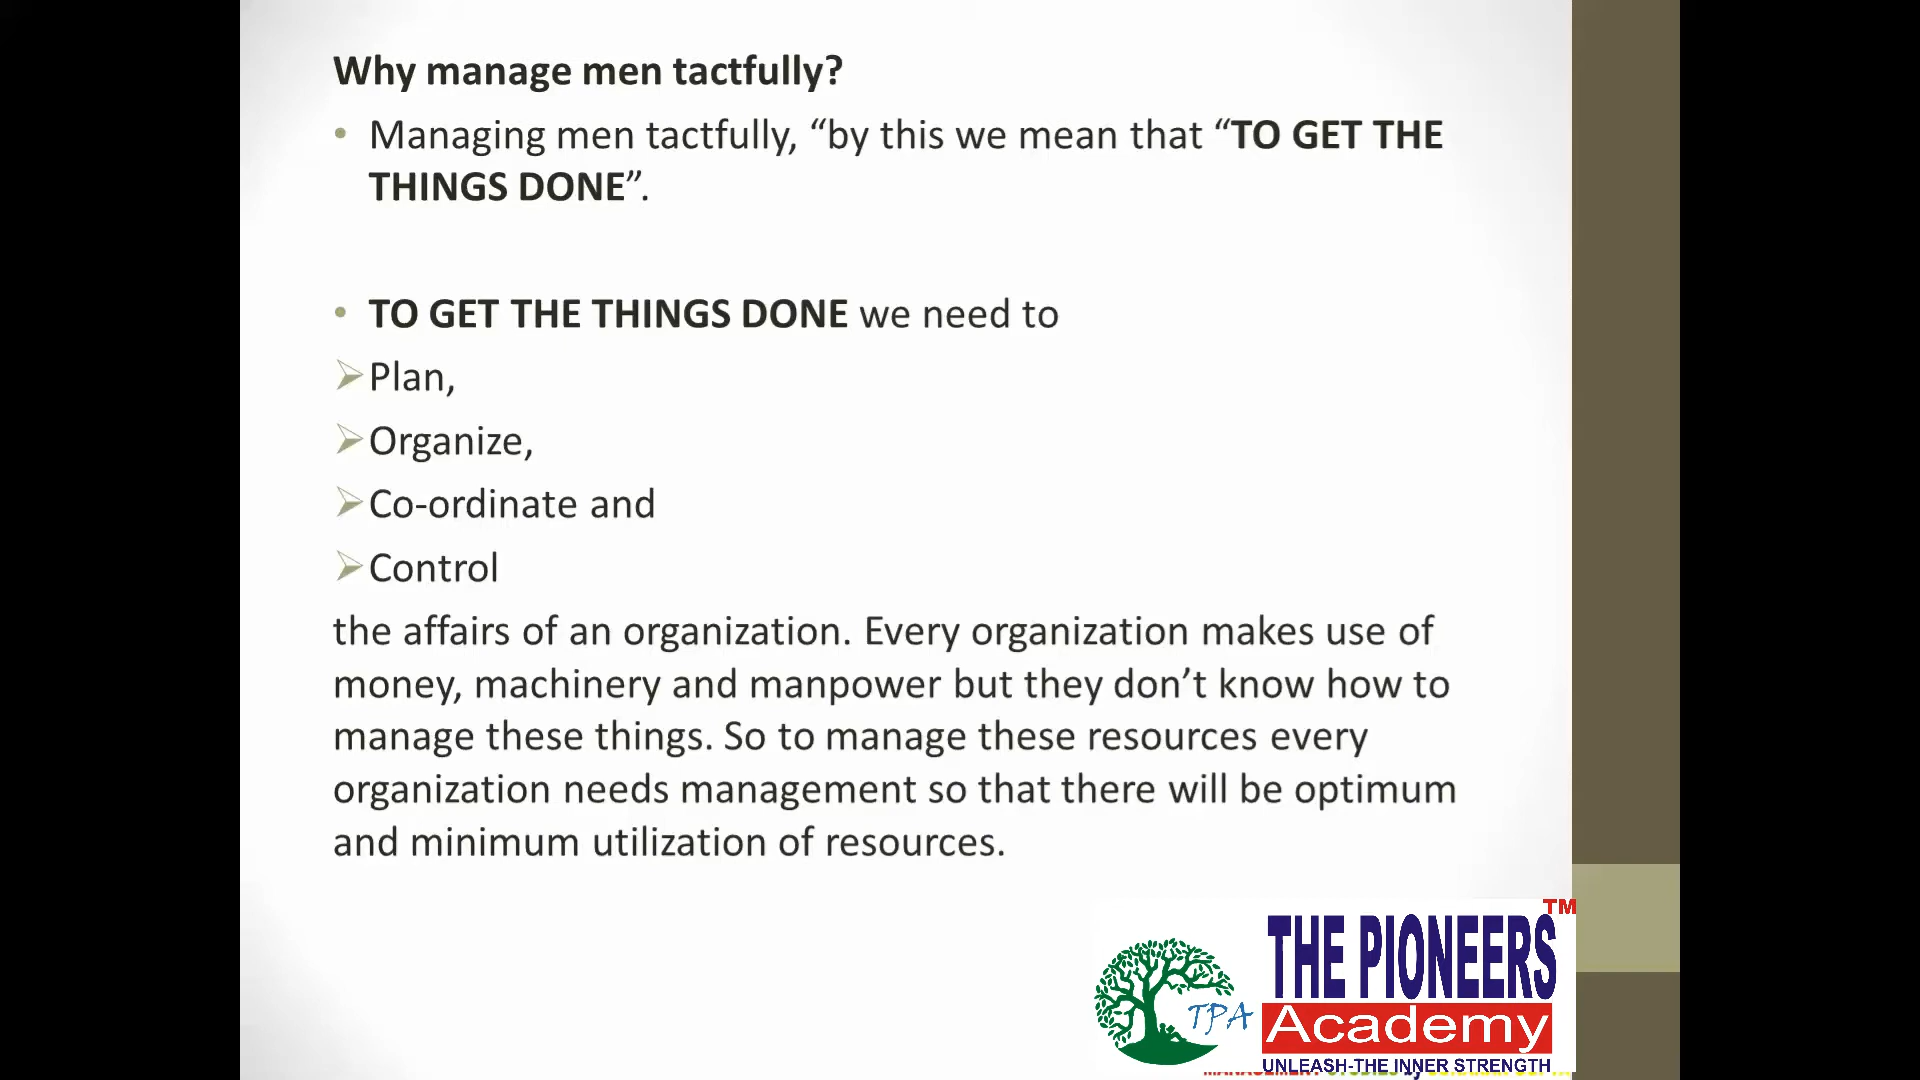 Why manage men tactfully?
• Managing men tactfully, “by this we mean that “TO GET THE
THINGS DONE”.
• TO GET THE THINGS DONE we need to
Plan,
Organize,
Co-ordinate and
Control
the affairs of an organization. Every organization makes use of
money, machinery and manpower but they don’t know how to
manage these things. So to manage these resources every
organization needs management so that there will be optimum
and minimum utilization of resources.
TM
THE PIONEERS
TPA
Academy
UNLEASH-THE INNER STRENGTH